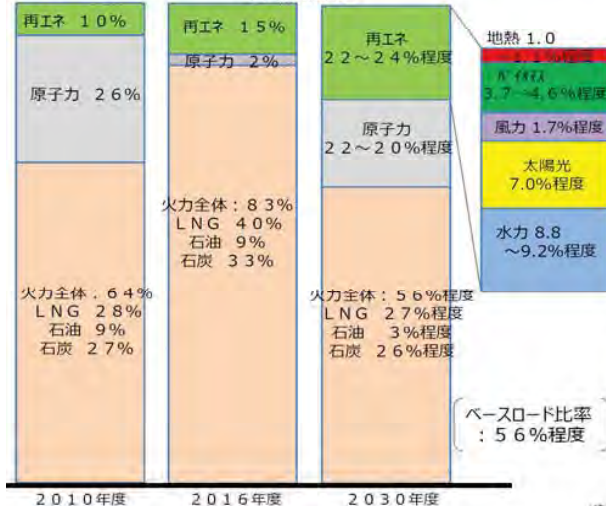 再エネ 10%
原子力 26%
火力全体:64%
LNG 28%
石油 9%
石炭 27%
2010年度
再エネ 15%
原子力 2%
火力全体:83%
LNG 40%
石油 9%
石炭 33%
2016年度
再エネ
22~24%程度
原子力
22~20%程度
火力全体:56%程度
LNG 27%程度
石油 3%程度
石炭 26%程度
2030年度
地熱 1.0
~1.1%程度
バイオマス
3.7~4.6%程度
風力 1.7%程度
太陽光
7.0%程度
水力 8.8
~9.2%程度
ベースロード比率
:56%程度